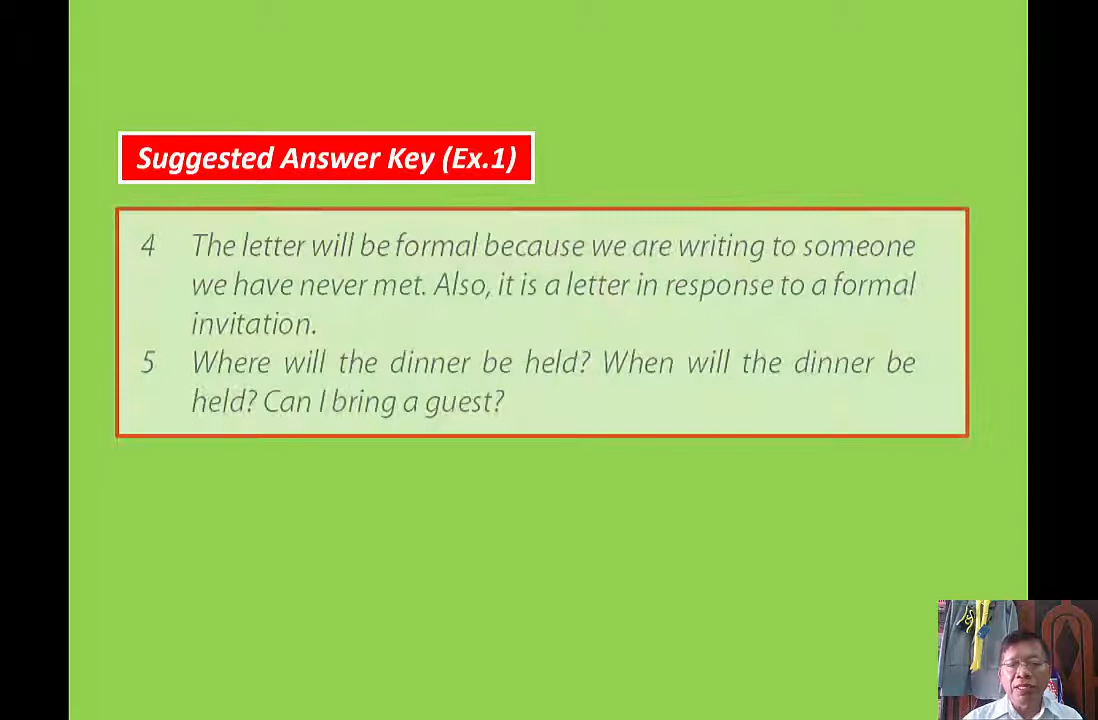 Suggested Answer Key (Ex.1)
4 The letter will be formal because we are writing to someone
we have never met. Also, it is a letter in response to a formal
invitation.
5 Where will the dinner be held? When will the dinner be
held? Can I bring a guest?